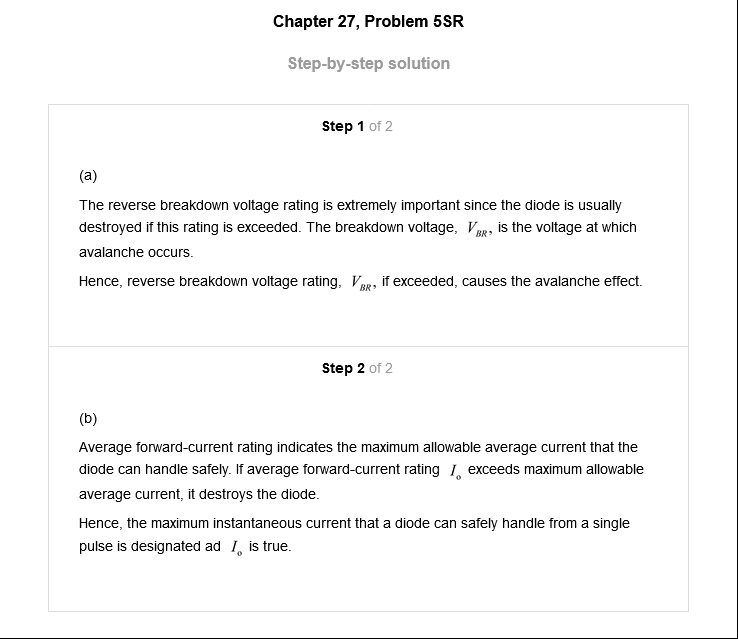 Chapter 27, Problem 5SR
Step-by-step solution
Step 1 of 2
(a)
The reverse breakdown voltage rating is extremely important since the diode is usually
destroyed if this rating is exceeded. The breakdown voltage, V_BR, is the voltage at which
avalanche occurs.
Hence, reverse breakdown voltage rating, V_BR, if exceeded, causes the avalanche effect.
Step 2 of 2
(b)
Average forward-current rating indicates the maximum allowable average current that the
diode can handle safely. If average forward-current rating I_o exceeds maximum allowable
average current, it destroys the diode.
Hence, the maximum instantaneous current that a diode can safely handle from a single
pulse is designated ad I_o is true.